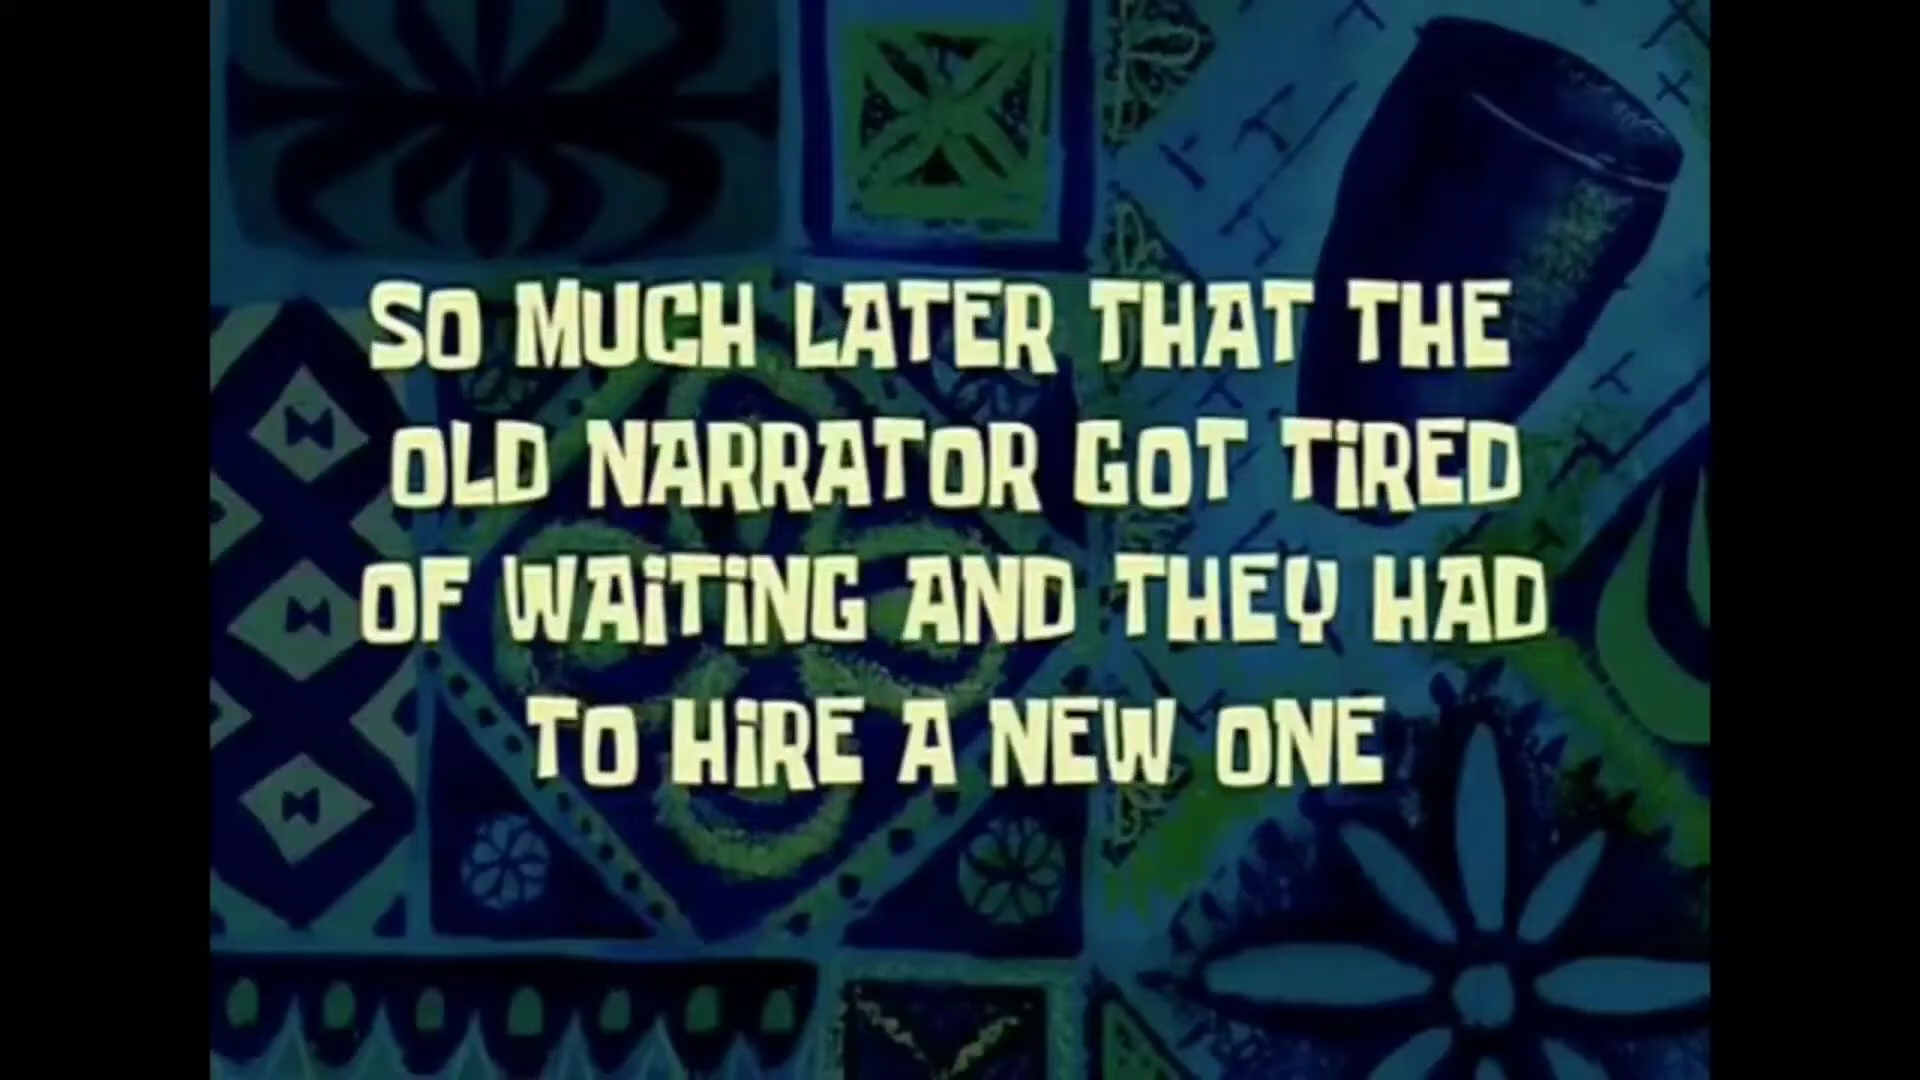 SO MUCH LATER THAT THE
OLD NARRATOR GOT TiRED
OF WAiTiNG AND THEY HAD
TO HiRE A NEW ONE